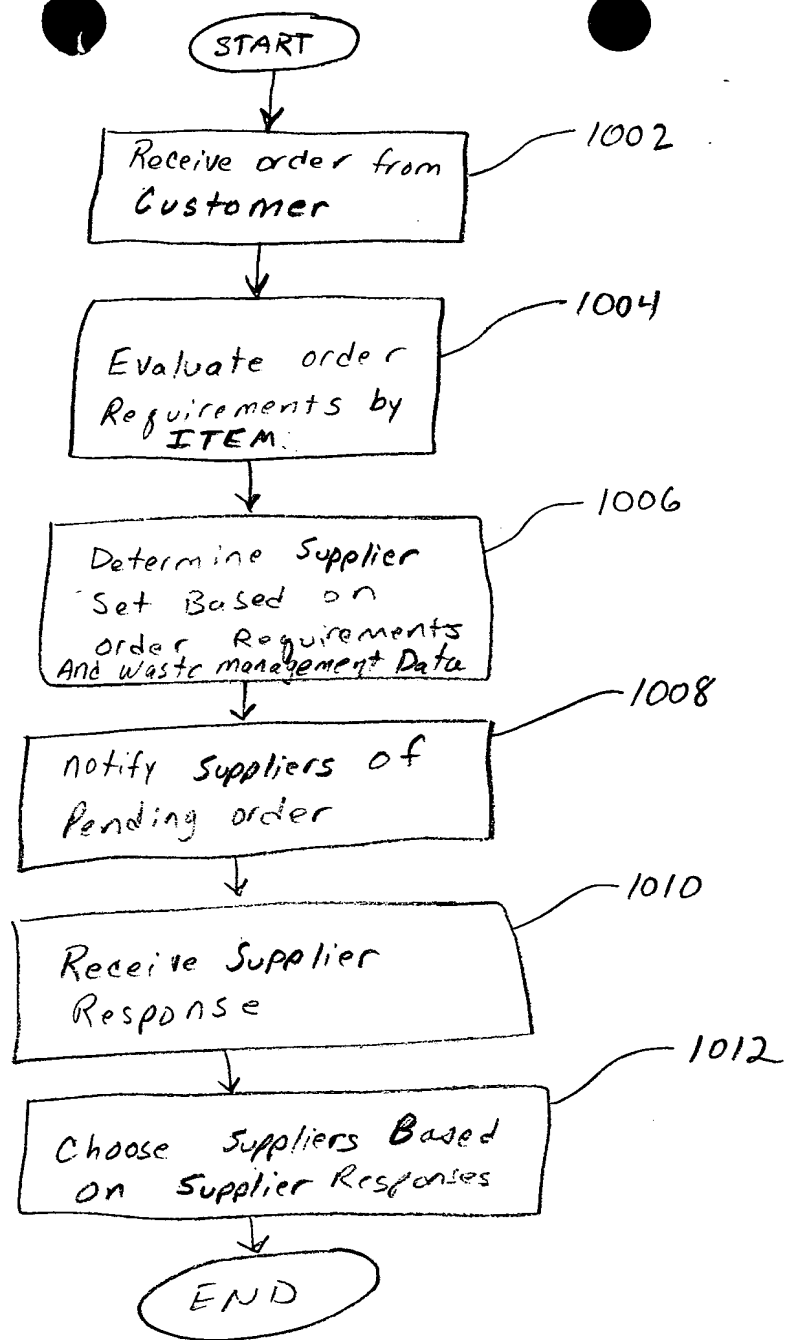 START
Receive order from
Customer
1002
Evaluate order
Requirements by
ITEM.
1004
Determine Supplier
Set Based on
order Requirements
And waste management Data
1006
notify Suppliers of
Pending order
1008
Receive Supplier
Response
1010
Choose Suppliers Based
on Supplier Responses
1012
END